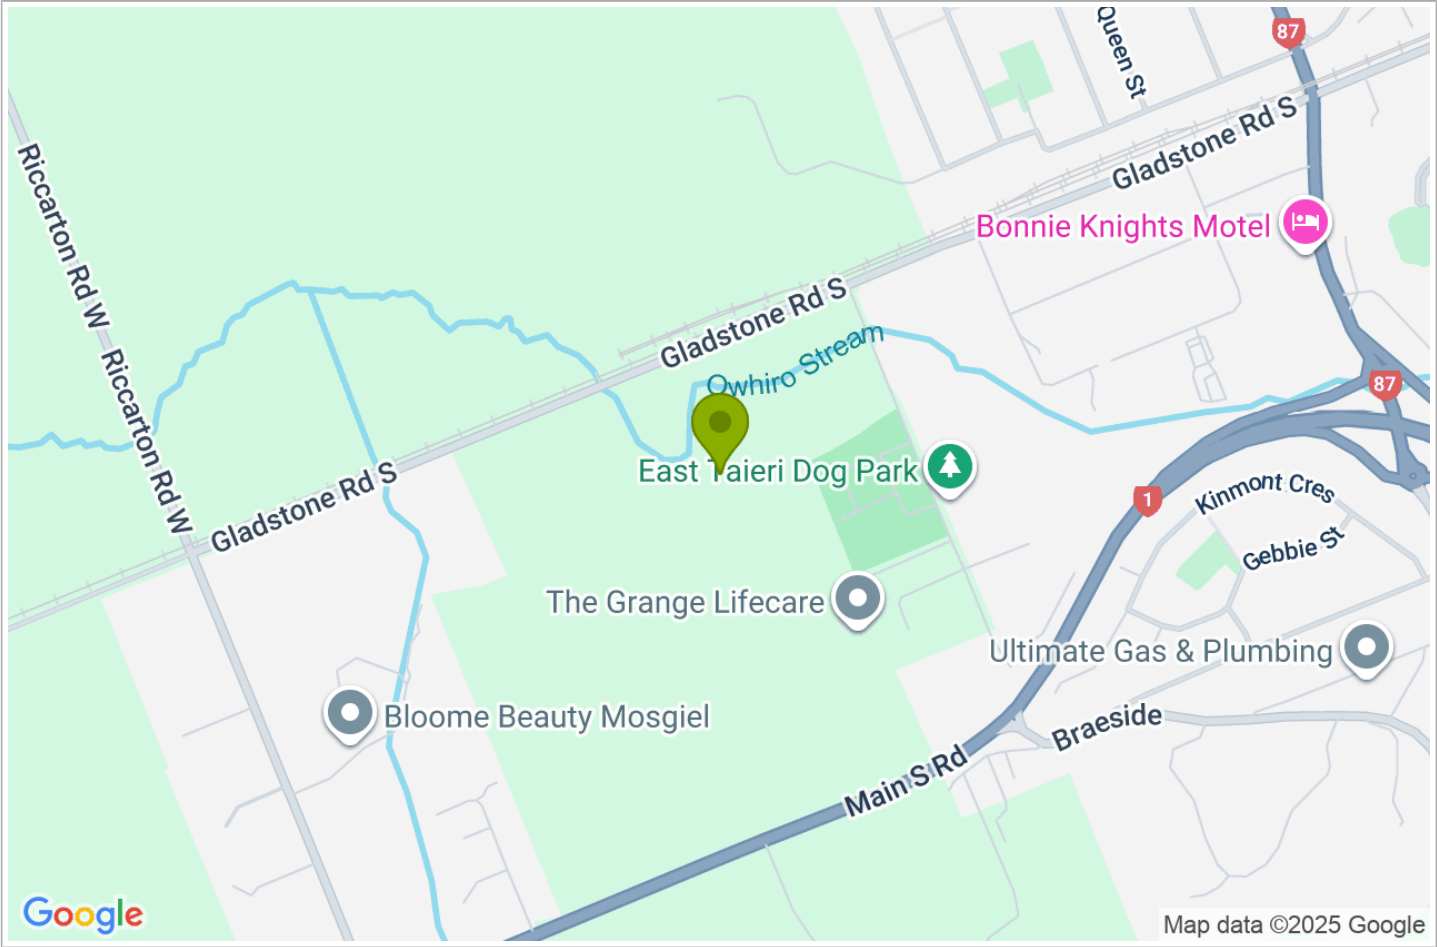 Queen St
87
Gladstone Rd S
Riccarton Rd W
Bonnie Knights Motel
Gladstone Rd S
Owhiro Stream
Riccarton Rd W
87
East Taieri Dog Park
Gladstone Rd S
1
Kinmont Cres
Gebbie St
The Grange Lifecare
Ultimate Gas & Plumbing
Bloome Beauty Mosgiel
Braeside
Main S Rd
Google
Map data ©2025 Google